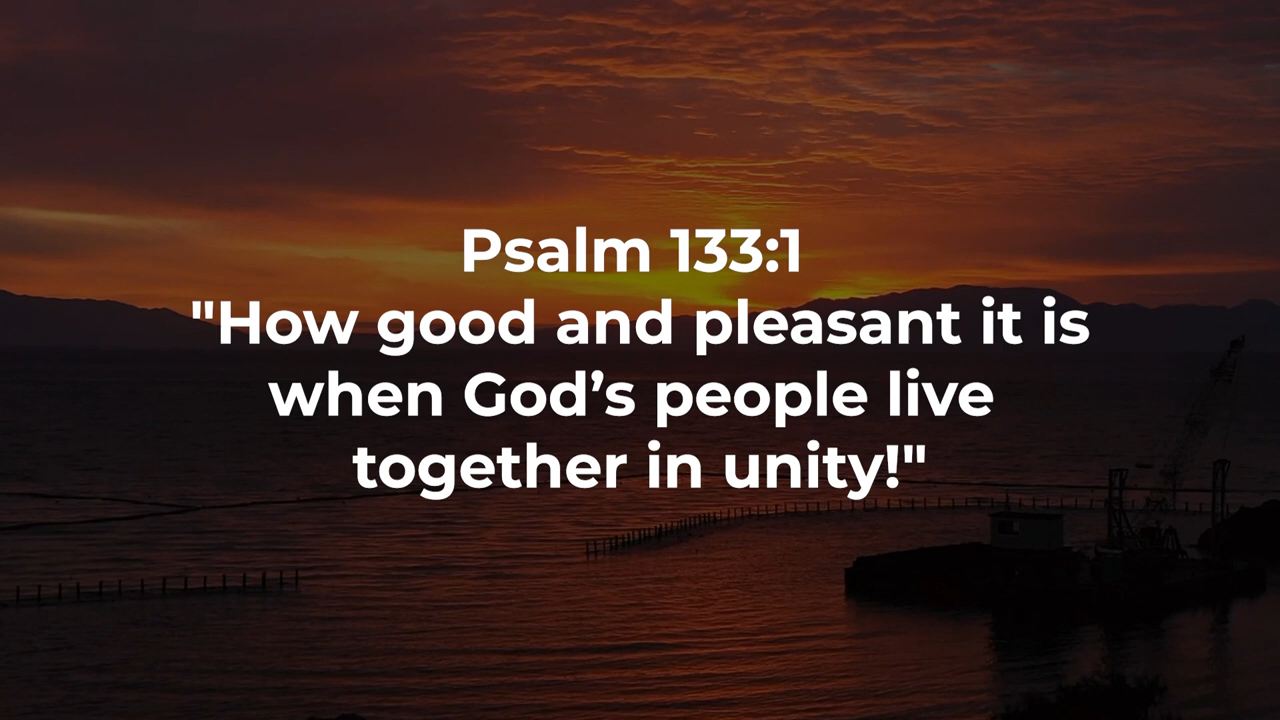 Psalm 133:1
"How good and pleasant it is
when God’s people live
together in unity!"